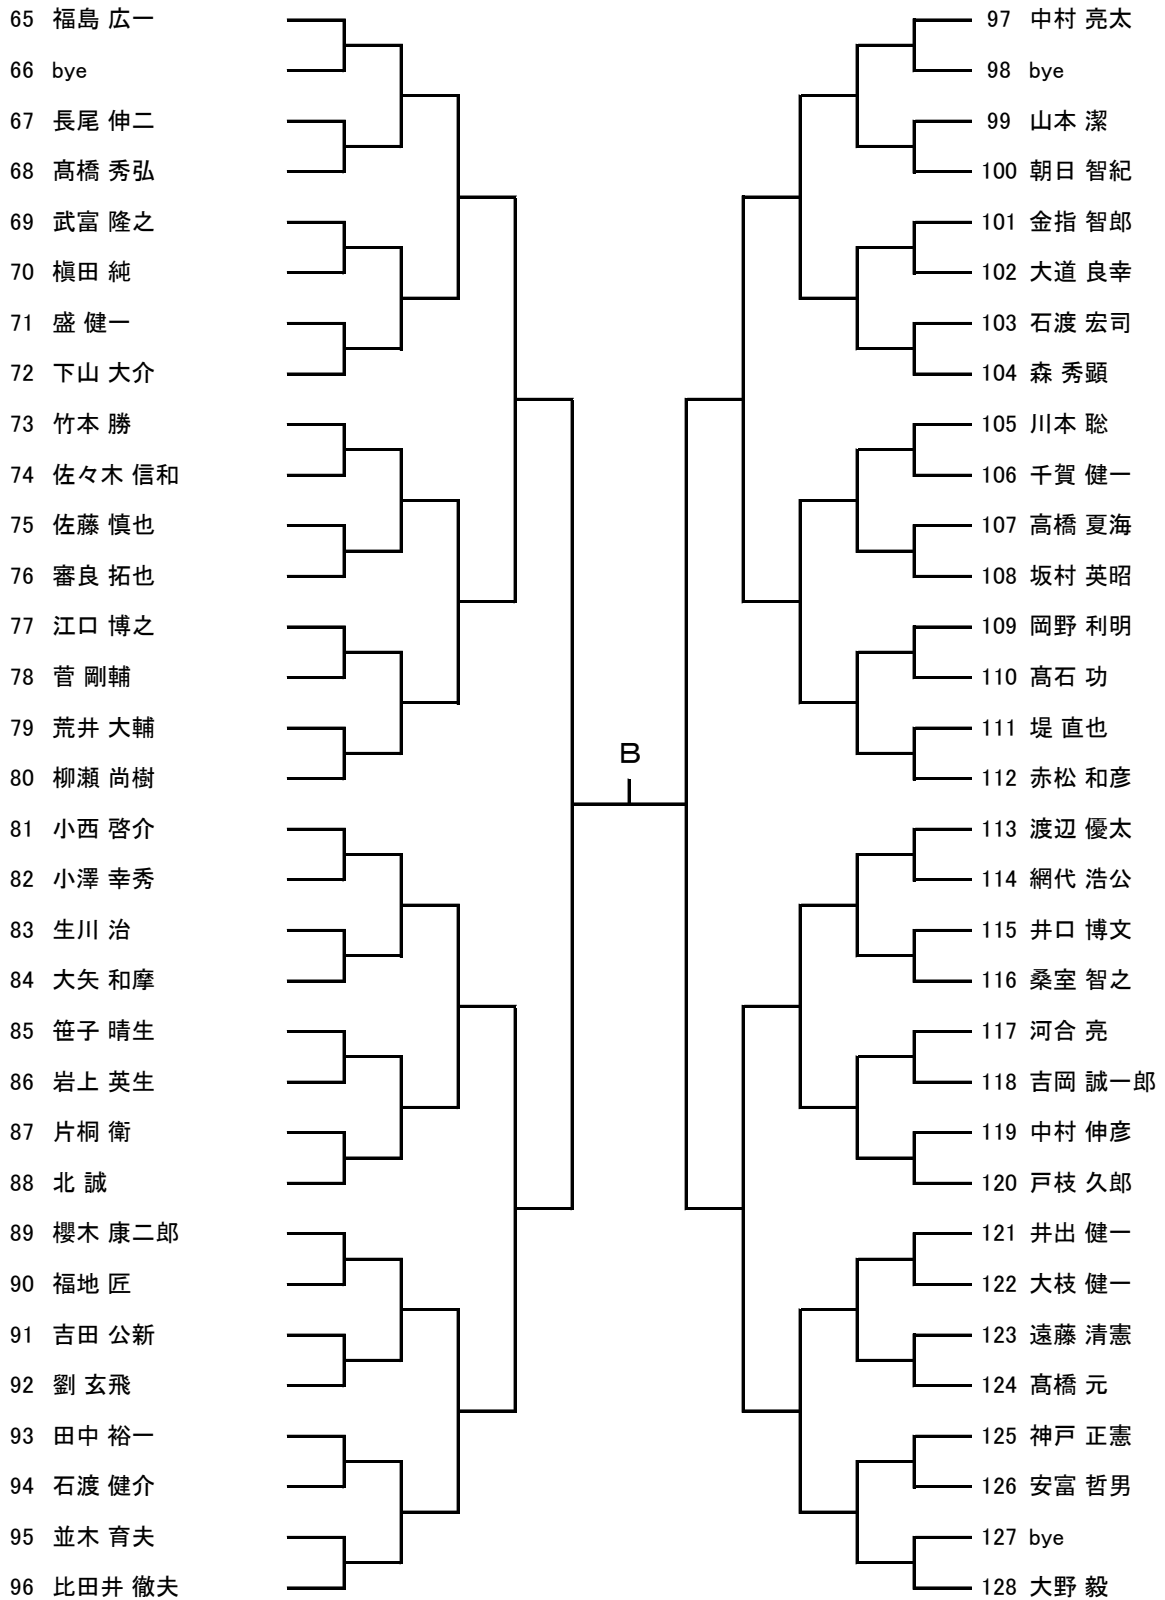 65 福島 広一
66 bye
67 長尾 伸二
68 髙橋 秀弘
69 武富 隆之
70 槇田 純
71 盛 健一
72 下山 大介
73 竹本 勝
74 佐々木 信和
75 佐藤 慎也
76 審良 拓也
77 江口 博之
78 菅 剛輔
79 荒井 大輔
80 柳瀬 尚樹
81 小西 啓介
82 小澤 幸秀
83 生川 治
84 大矢 和摩
85 笹子 晴生
86 岩上 英生
87 片桐 衛
88 北 誠
89 櫻木 康二郎
90 福地 匠
91 吉田 公新
92 劉 玄飛
93 田中 裕一
94 石渡 健介
95 並木 育夫
96 比田井 徹夫
B
97 中村 亮太
98 bye
99 山本 潔
100 朝日 智紀
101 金指 智郎
102 大道 良幸
103 石渡 宏司
104 森 秀顕
105 川本 聡
106 千賀 健一
107 高橋 夏海
108 坂村 英昭
109 岡野 利明
110 髙石 功
111 堤 直也
112 赤松 和彦
113 渡辺 優太
114 網代 浩公
115 井口 博文
116 桑室 智之
117 河合 亮
118 吉岡 誠一郎
119 中村 伸彦
120 戸枝 久郎
121 井出 健一
122 大枝 健一
123 遠藤 清憲
124 髙橋 元
125 神戸 正憲
126 安富 哲男
127 bye
128 大野 毅